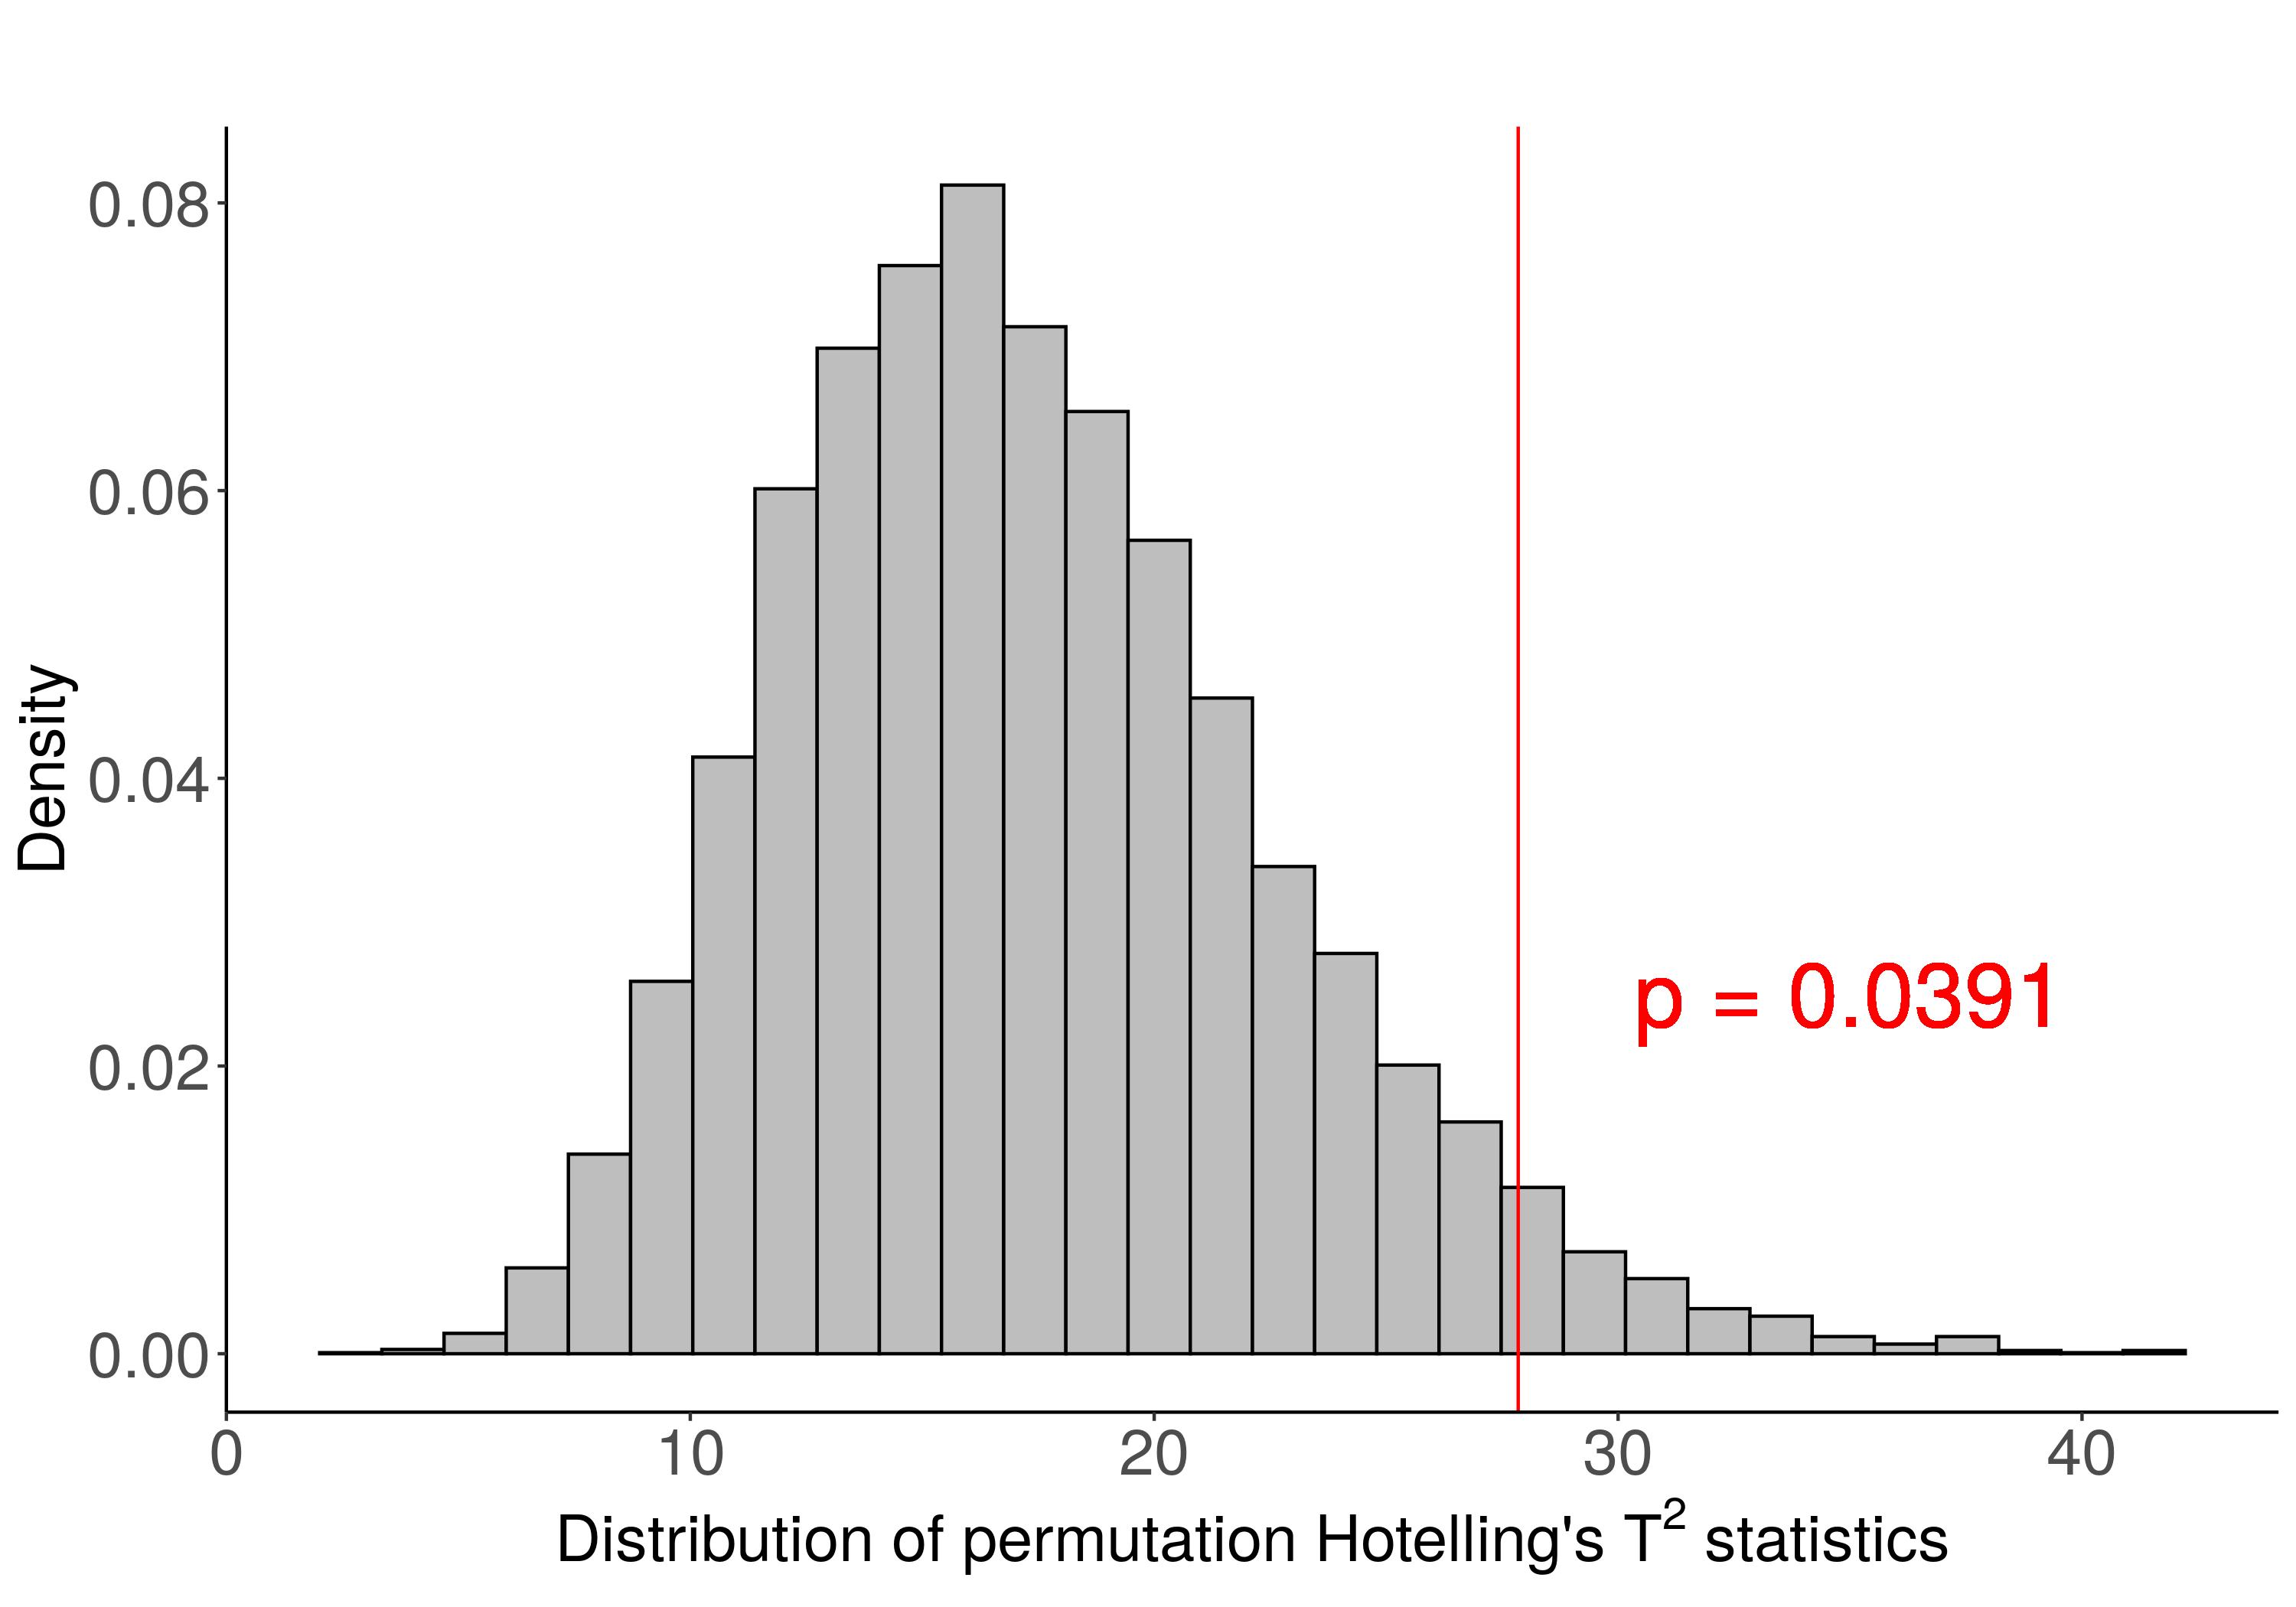 0.08
0.06
0.04
0.02
0.00
Density
p = 0.0391
0 10 20 30 40
Distribution of permutation Hotelling's T² statistics